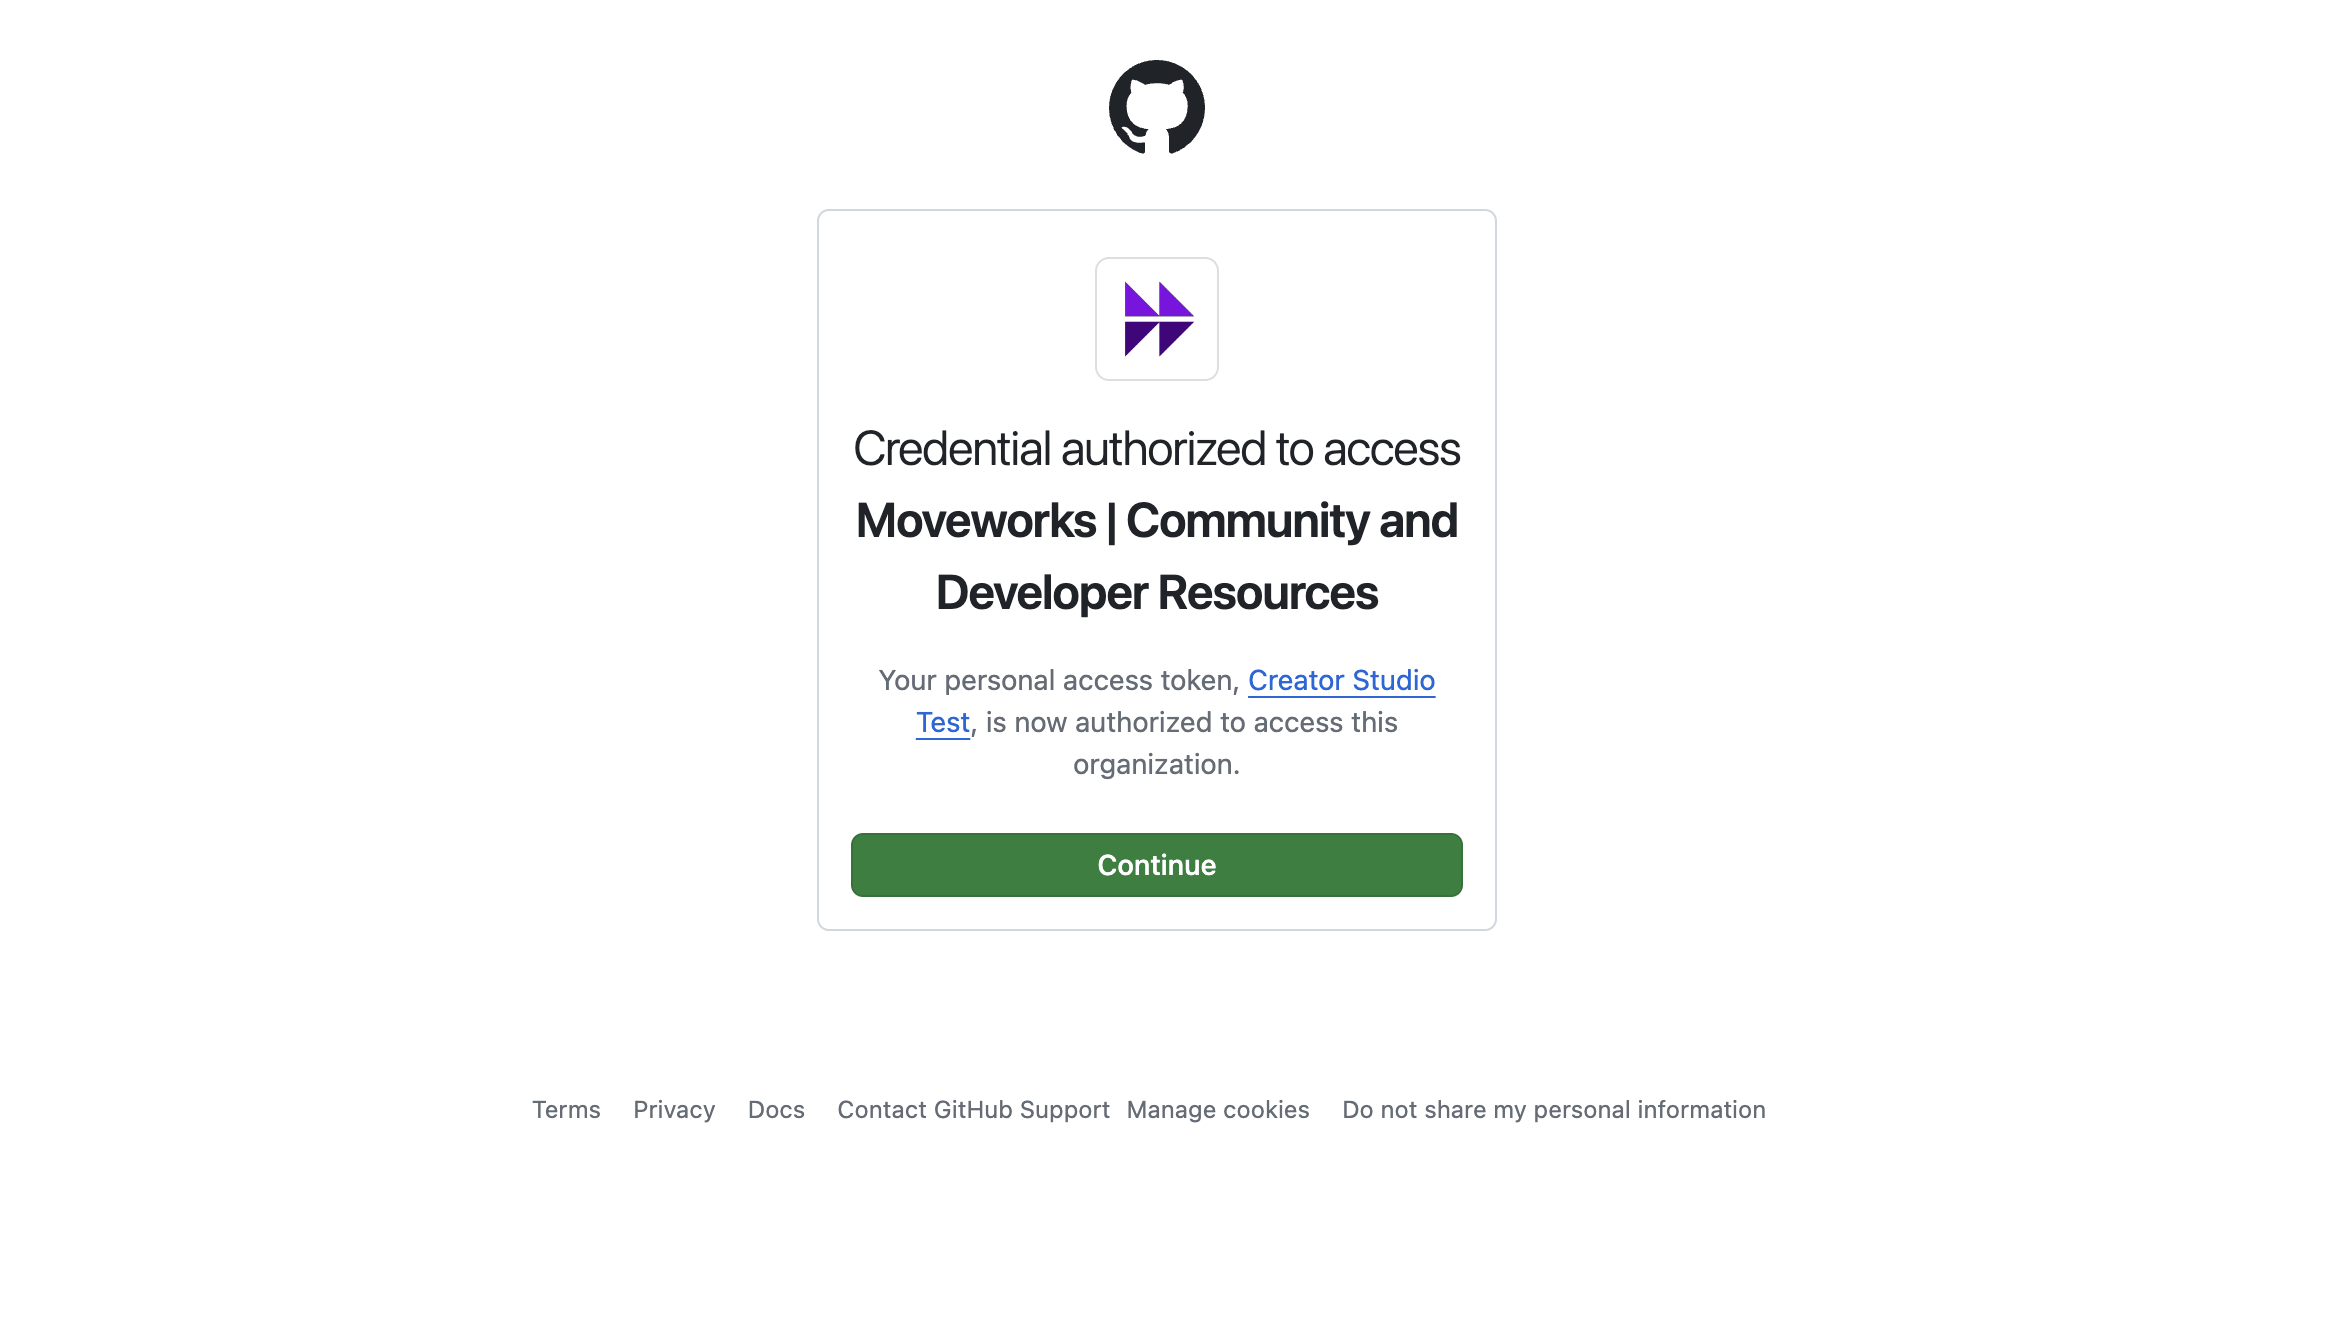 Credential authorized to access
Moveworks | Community and
Developer Resources
Your personal access token, Creator Studio
Test, is now authorized to access this
organization.
Continue
Terms Privacy Docs Contact GitHub Support Manage cookies Do not share my personal information